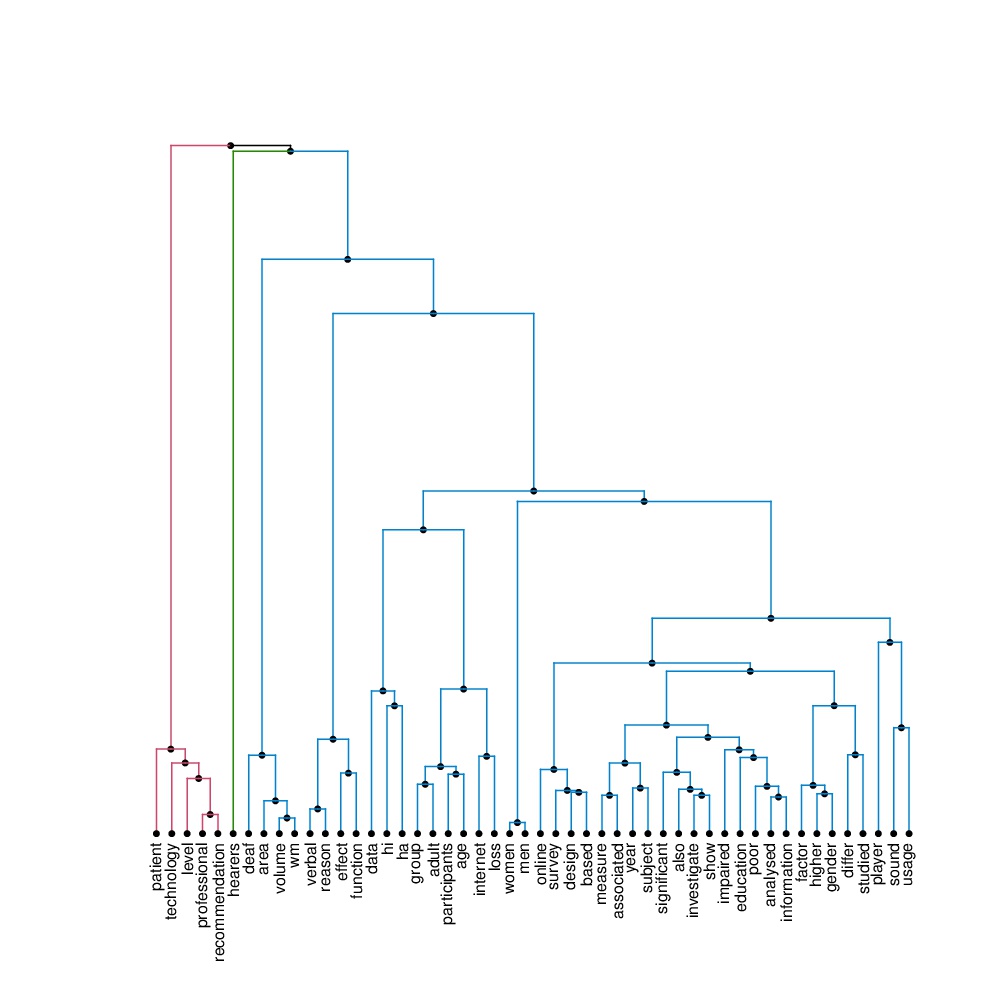 patient
technology
level
professional
recommendation
hearers
deaf
area
volume
wm
verbal
reason
effect
function
data
hi
ha
group
adult
participants
age
internet
loss
women
men
online
survey
design
based
measure
associated
year
subject
significant
also
investigate
show
impaired
education
poor
analysed
information
factor
higher
gender
differ
studied
player
sound
usage